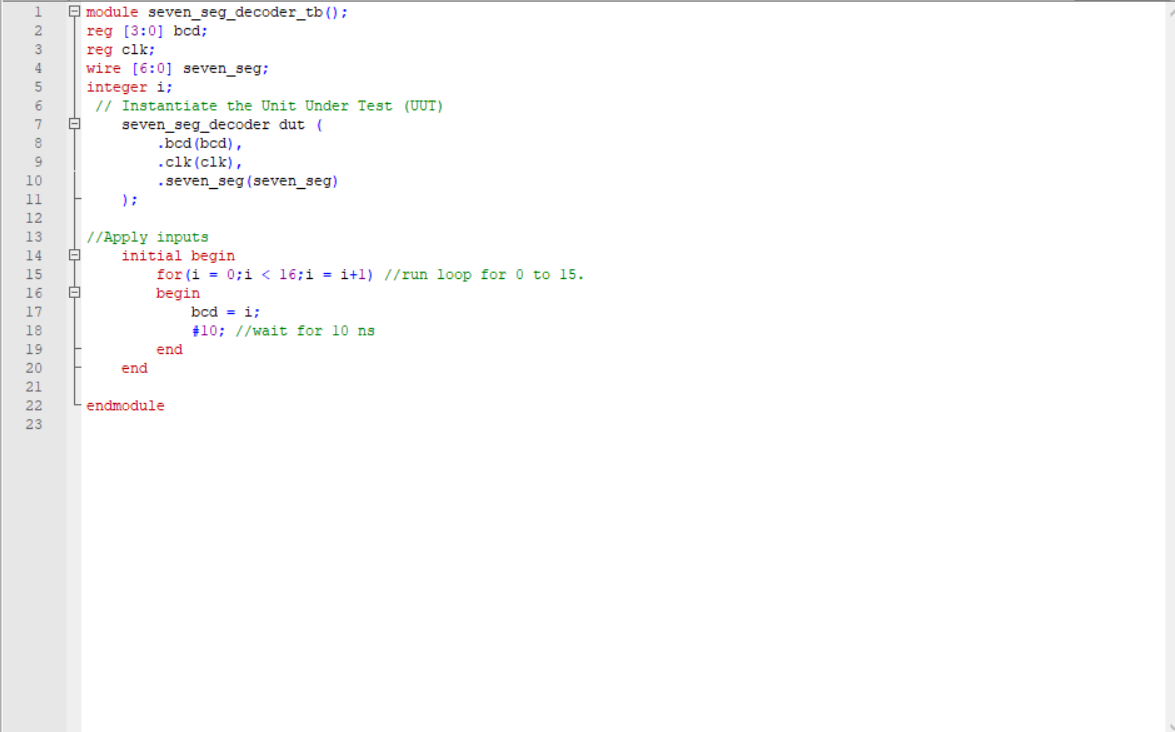 1 module seven_seg_decoder_tb();
2 reg [3:0] bcd;
3 reg clk;
4 wire [6:0] seven_seg;
5 integer i;
6 // Instantiate the Unit Under Test (UUT)
7 seven_seg_decoder dut (
8 .bcd(bcd),
9 .clk(clk),
10 .seven_seg(seven_seg)
11 );
12
13 //Apply inputs
14 initial begin
15 for(i = 0;i < 16;i = i+1) //run loop for 0 to 15.
16 begin
17 bcd = i;
18 #10; //wait for 10 ns
19 end
20 end
21
22 endmodule
23